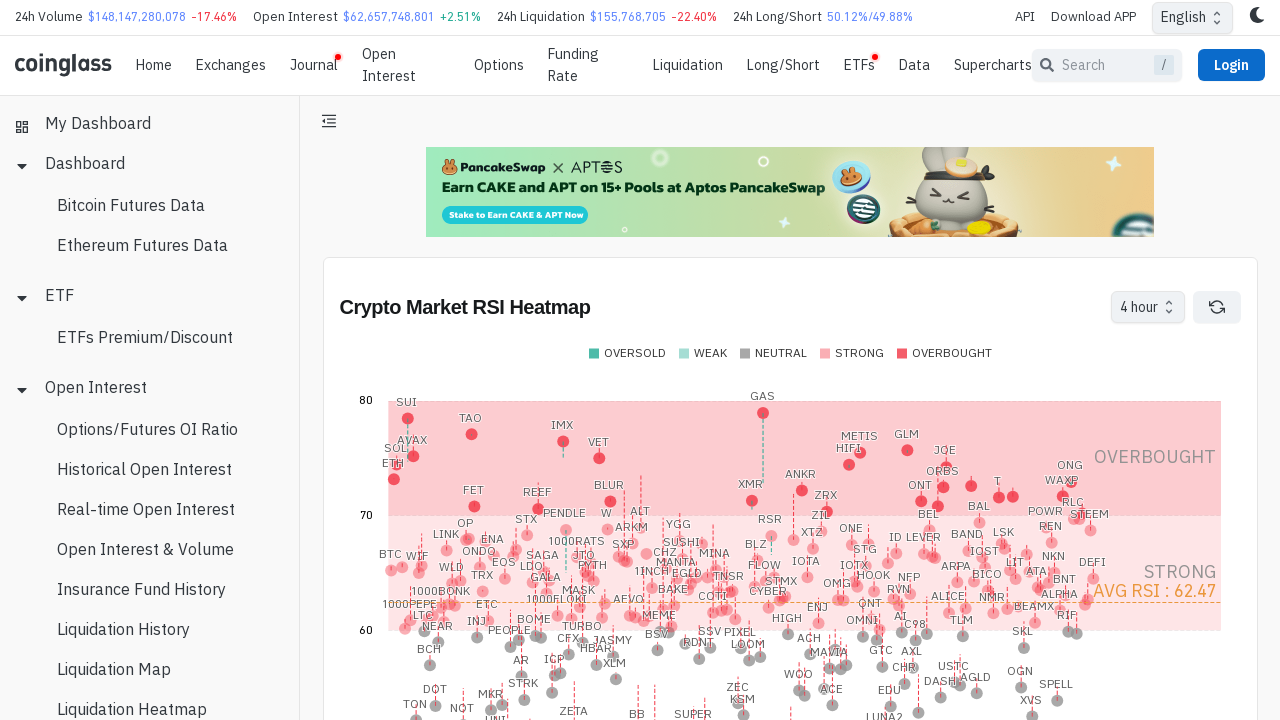 24h Volume $148,147,280,078 -17.46% Open Interest $62,657,748,801 +2.51% 24h Liquidation $155,768,705 -22.40% 24h Long/Short 50.12%/49.88% API Download APP English
coinglass Home Exchanges Journal Open Interest Options Funding Rate Liquidation Long/Short ETFs Data Supercharts Search / Login
My Dashboard
Dashboard
Bitcoin Futures Data
Ethereum Futures Data
ETF
ETFs Premium/Discount
Open Interest
Options/Futures OI Ratio
Historical Open Interest
Real-time Open Interest
Open Interest & Volume
Insurance Fund History
Liquidation History
Liquidation Map
Liquidation Heatmap
PancakeSwap × APTOS
Earn CAKE and APT on 15+ Pools at Aptos PancakeSwap
Stake to Earn CAKE & APT Now
Crypto Market RSI Heatmap
4 hour
OVERSOLD WEAK NEUTRAL STRONG OVERBOUGHT
80
SUI GAS
TAO IMX
AVAX VET METIS GLM
SOL HIFI JOE
ETH ANKR ORBS ONG
FET REEF BLUR XMR ZRX ONT T WAXP
RLC
70
OP STX PENDLE W ALT RSR ZIL BEL BAL POWR STEEM
LINK ENA ARKM YGG XTZ ONE ID LEVER BAND LSK REN
BTC WIF ONDO SAGA 1000RATS JTO SXP CHZ SUSHI MINA BLZ STG IOST NKN
WLD EOS LDO PYTH MANTA FLOW IOTA IOTX ARPA LIT DEFI
OVERBOUGHT
STRONG
TRX GALA 1INCH EGLD TNSR STMX OMG HOOK NEP BICO ATA BNT
AVG RSI : 62.47
1000BONK MASK BAKE CYBER RVN ALPHA
1000PEPE ETC 1000FLOKI AEVO COTI ENJ QNT ALICE NMR BEAMX
LTC INJ BOME MEME HIGH OMNI AI TLM RIF
60
NEAR PEOPLE TURBO BSV BSV PIXEL ACH C98 SKL
BCH CFX JASMY RDNT LOOM MAVIA GTC AXL
AR ICP HBAR XLM WOO CHR USTC OGN
DOT STRK ZEC ACE EDU DASH AGLD SPELL
TON MKR KSM XVS
NOT UNI ZETA BB SUPER LUNA2